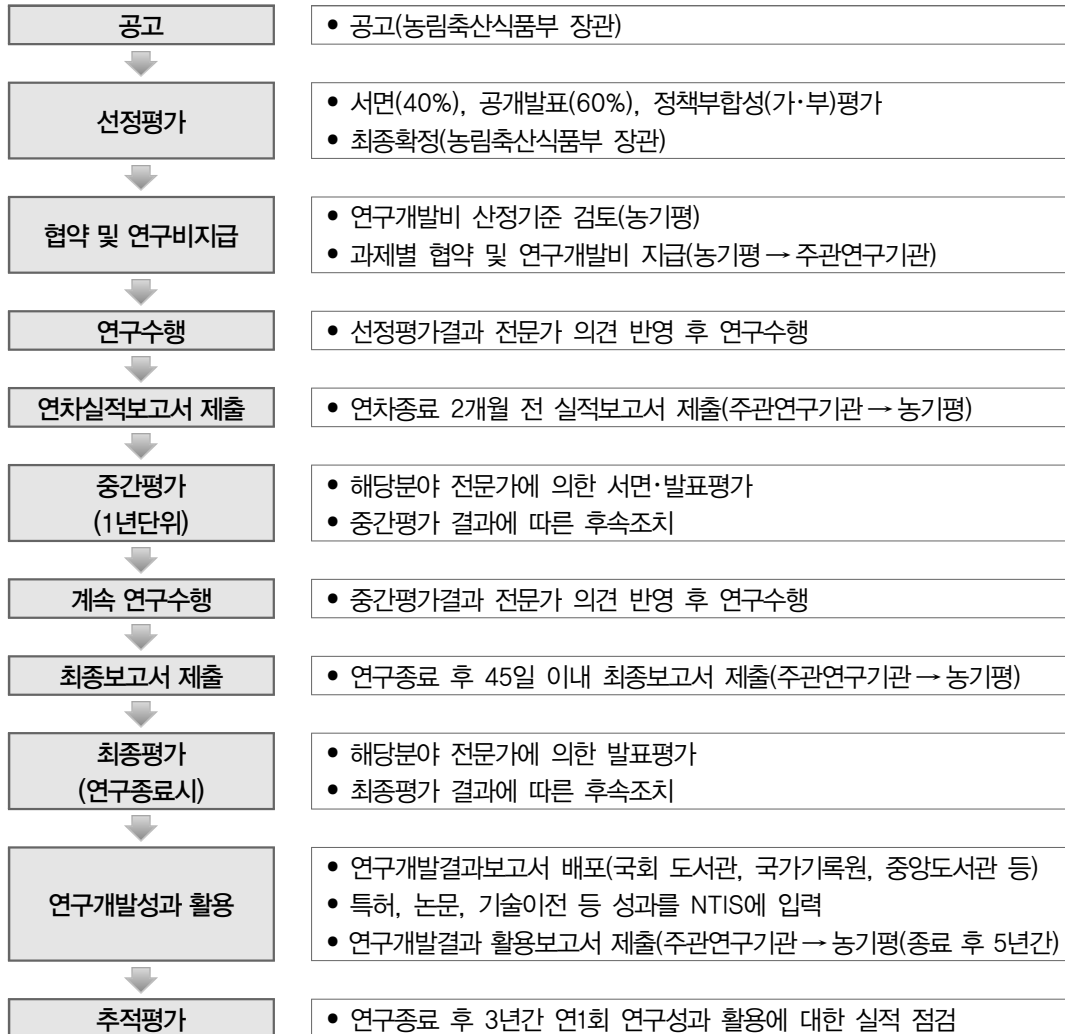 공고
• 공고(농림축산식품부 장관)
선정평가
• 서면(40%), 공개발표(60%), 정책부합성(가·부)평가
• 최종확정(농림축산식품부 장관)
협약 및 연구비지급
• 연구개발비 산정기준 검토(농기평)
• 과제별 협약 및 연구개발비 지급(농기평→주관연구기관)
연구수행
• 선정평가결과 전문가 의견 반영 후 연구수행
연차실적보고서 제출
• 연차종료 2개월 전 실적보고서 제출(주관연구기관→농기평)
중간평가
(1년단위)
• 해당분야 전문가에 의한 서면·발표평가
• 중간평가 결과에 따른 후속조치
계속 연구수행
• 중간평가결과 전문가 의견 반영 후 연구수행
최종보고서 제출
• 연구종료 후 45일 이내 최종보고서 제출(주관연구기관→농기평)
최종평가
(연구종료시)
• 해당분야 전문가에 의한 발표평가
• 최종평가 결과에 따른 후속조치
연구개발성과 활용
• 연구개발결과보고서 배포(국회 도서관, 국가기록원, 중앙도서관 등)
• 특허, 논문, 기술이전 등 성과를 NTIS에 입력
• 연구개발결과 활용보고서 제출(주관연구기관→농기평(종료 후 5년간)
추적평가
• 연구종료 후 3년간 연1회 연구성과 활용에 대한 실적 점검